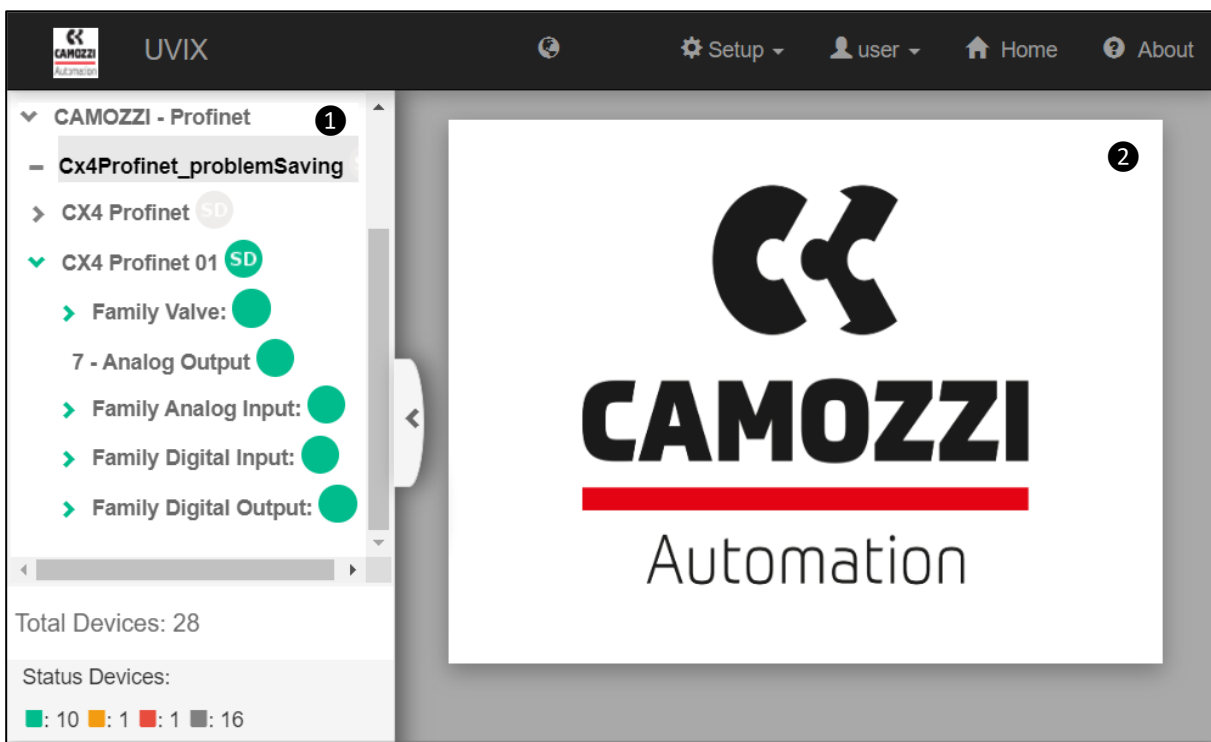 CAMOZZI
Automation
UVIX
Setup
user
Home
About
CAMOZZI - Profinet
1
Cx4Profinet_problemSaving
CX4 Profinet SD
CX4 Profinet 01 SD
Family Valve:
7 - Analog Output
Family Analog Input:
Family Digital Input:
Family Digital Output:
Total Devices: 28
Status Devices:
: 10 : 1 : 1 : 16
2
CAMOZZI
Automation